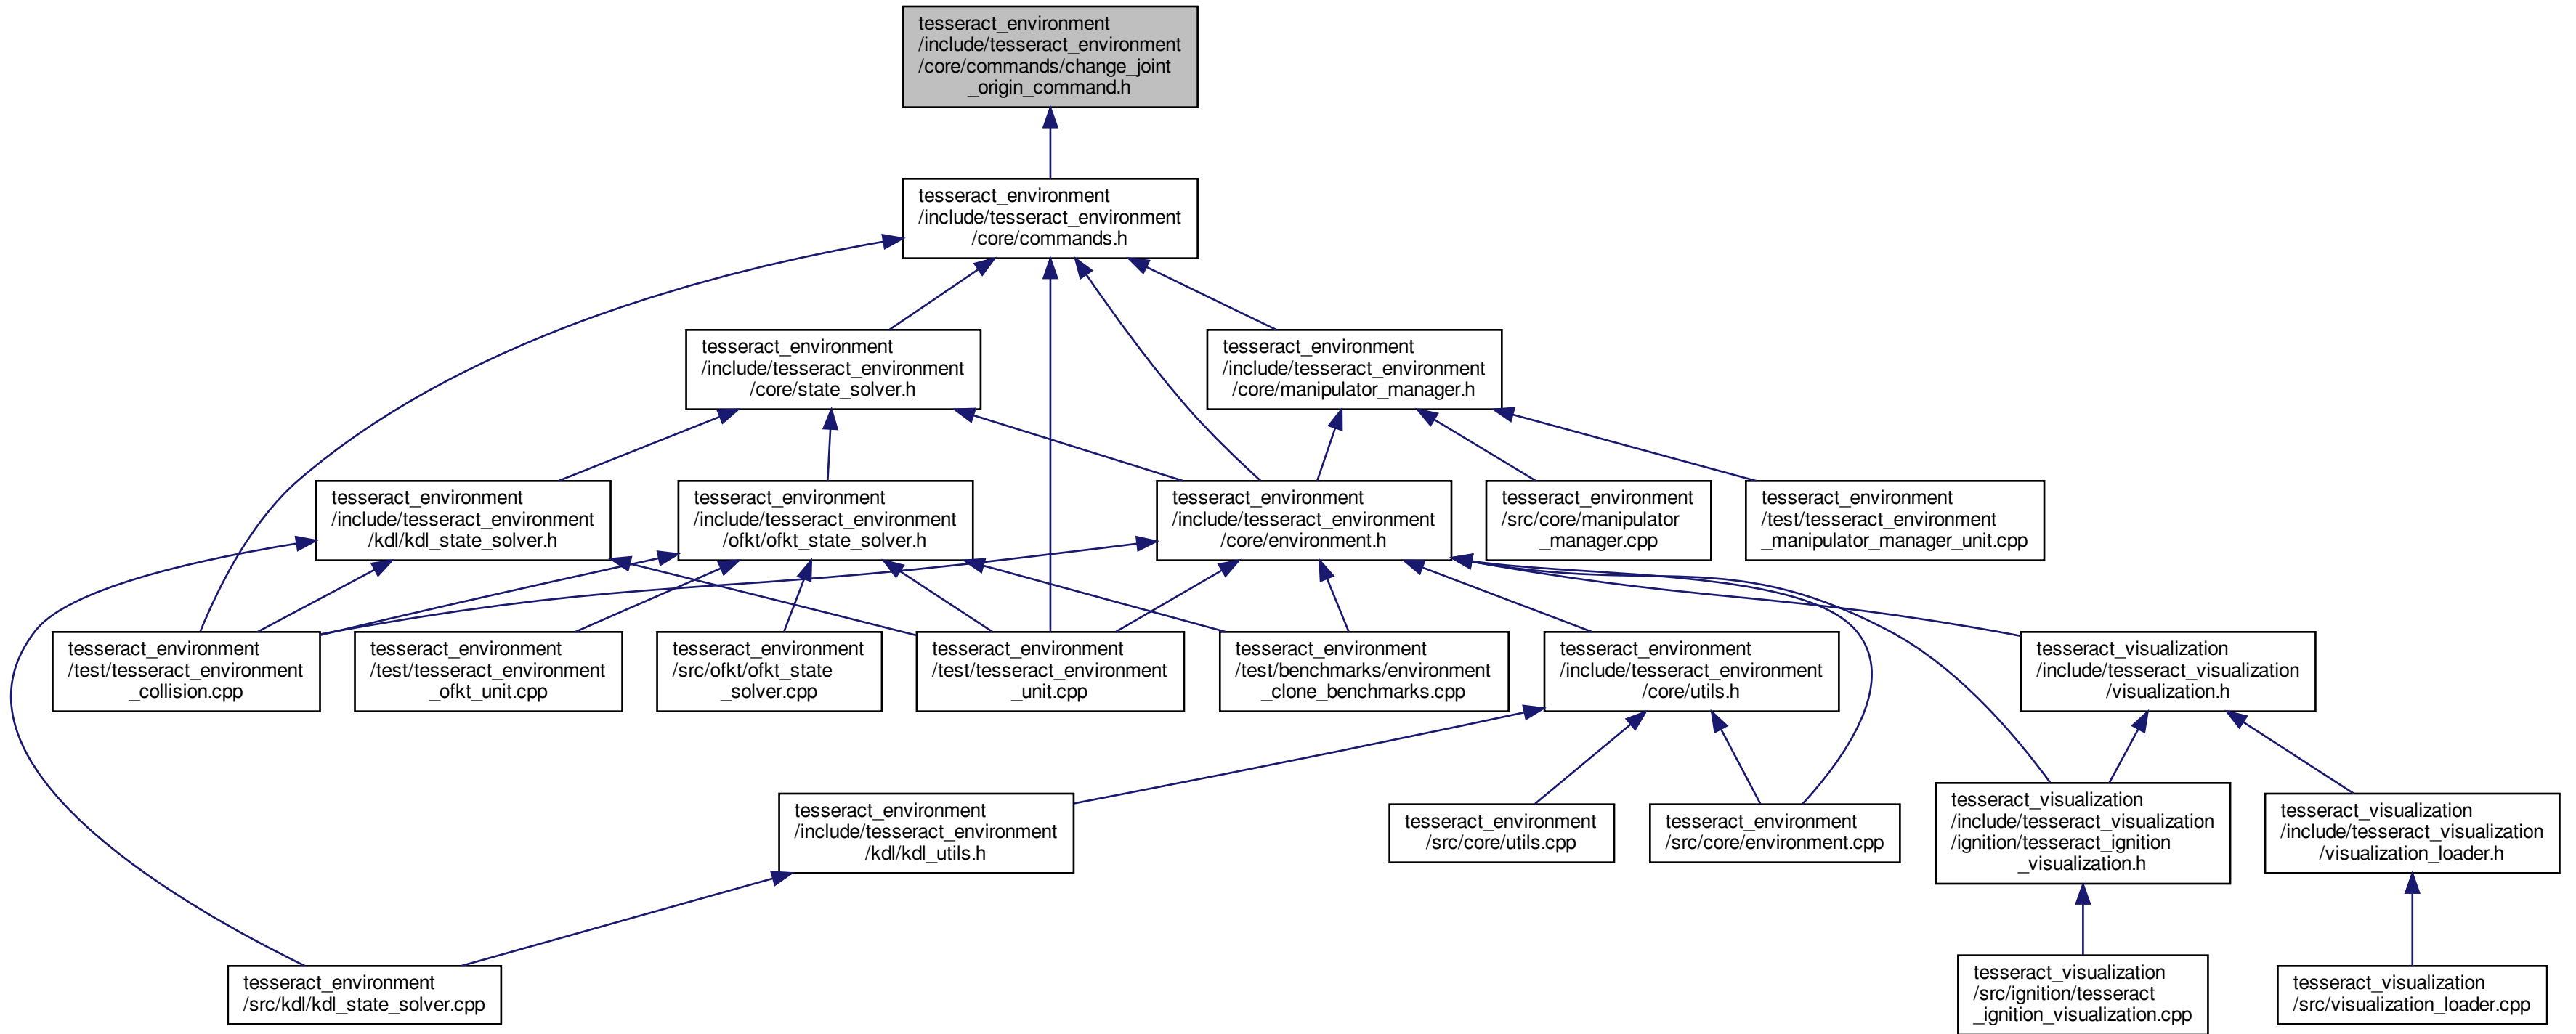 tesseract_environment
/include/tesseract_environment
/core/commands/change_joint
_origin_command.h
tesseract_environment
/include/tesseract_environment
/core/commands.h
tesseract_environment
/include/tesseract_environment
/core/state_solver.h
tesseract_environment
/include/tesseract_environment
/core/manipulator_manager.h
tesseract_environment
/include/tesseract_environment
/kdl/kdl_state_solver.h
tesseract_environment
/include/tesseract_environment
/ofkt/ofkt_state_solver.h
tesseract_environment
/include/tesseract_environment
/core/environment.h
tesseract_environment
/src/core/manipulator
_manager.cpp
tesseract_environment
/test/tesseract_environment
_manipulator_manager_unit.cpp
tesseract_environment
/test/tesseract_environment
_collision.cpp
tesseract_environment
/test/tesseract_environment
_ofkt_unit.cpp
tesseract_environment
/src/ofkt/ofkt_state
_solver.cpp
tesseract_environment
/test/tesseract_environment
_unit.cpp
tesseract_environment
/test/benchmarks/environment
_clone_benchmarks.cpp
tesseract_environment
/include/tesseract_environment
/core/utils.h
tesseract_visualization
/include/tesseract_visualization
/visualization.h
tesseract_environment
/include/tesseract_environment
/kdl/kdl_utils.h
tesseract_environment
/src/core/utils.cpp
tesseract_environment
/src/core/environment.cpp
tesseract_visualization
/include/tesseract_visualization
/ignition/tesseract_ignition
_visualization.h
tesseract_visualization
/include/tesseract_visualization
/visualization_loader.h
tesseract_environment
/src/kdl/kdl_state_solver.cpp
tesseract_visualization
/src/ignition/tesseract
_ignition_visualization.cpp
tesseract_visualization
/src/visualization_loader.cpp